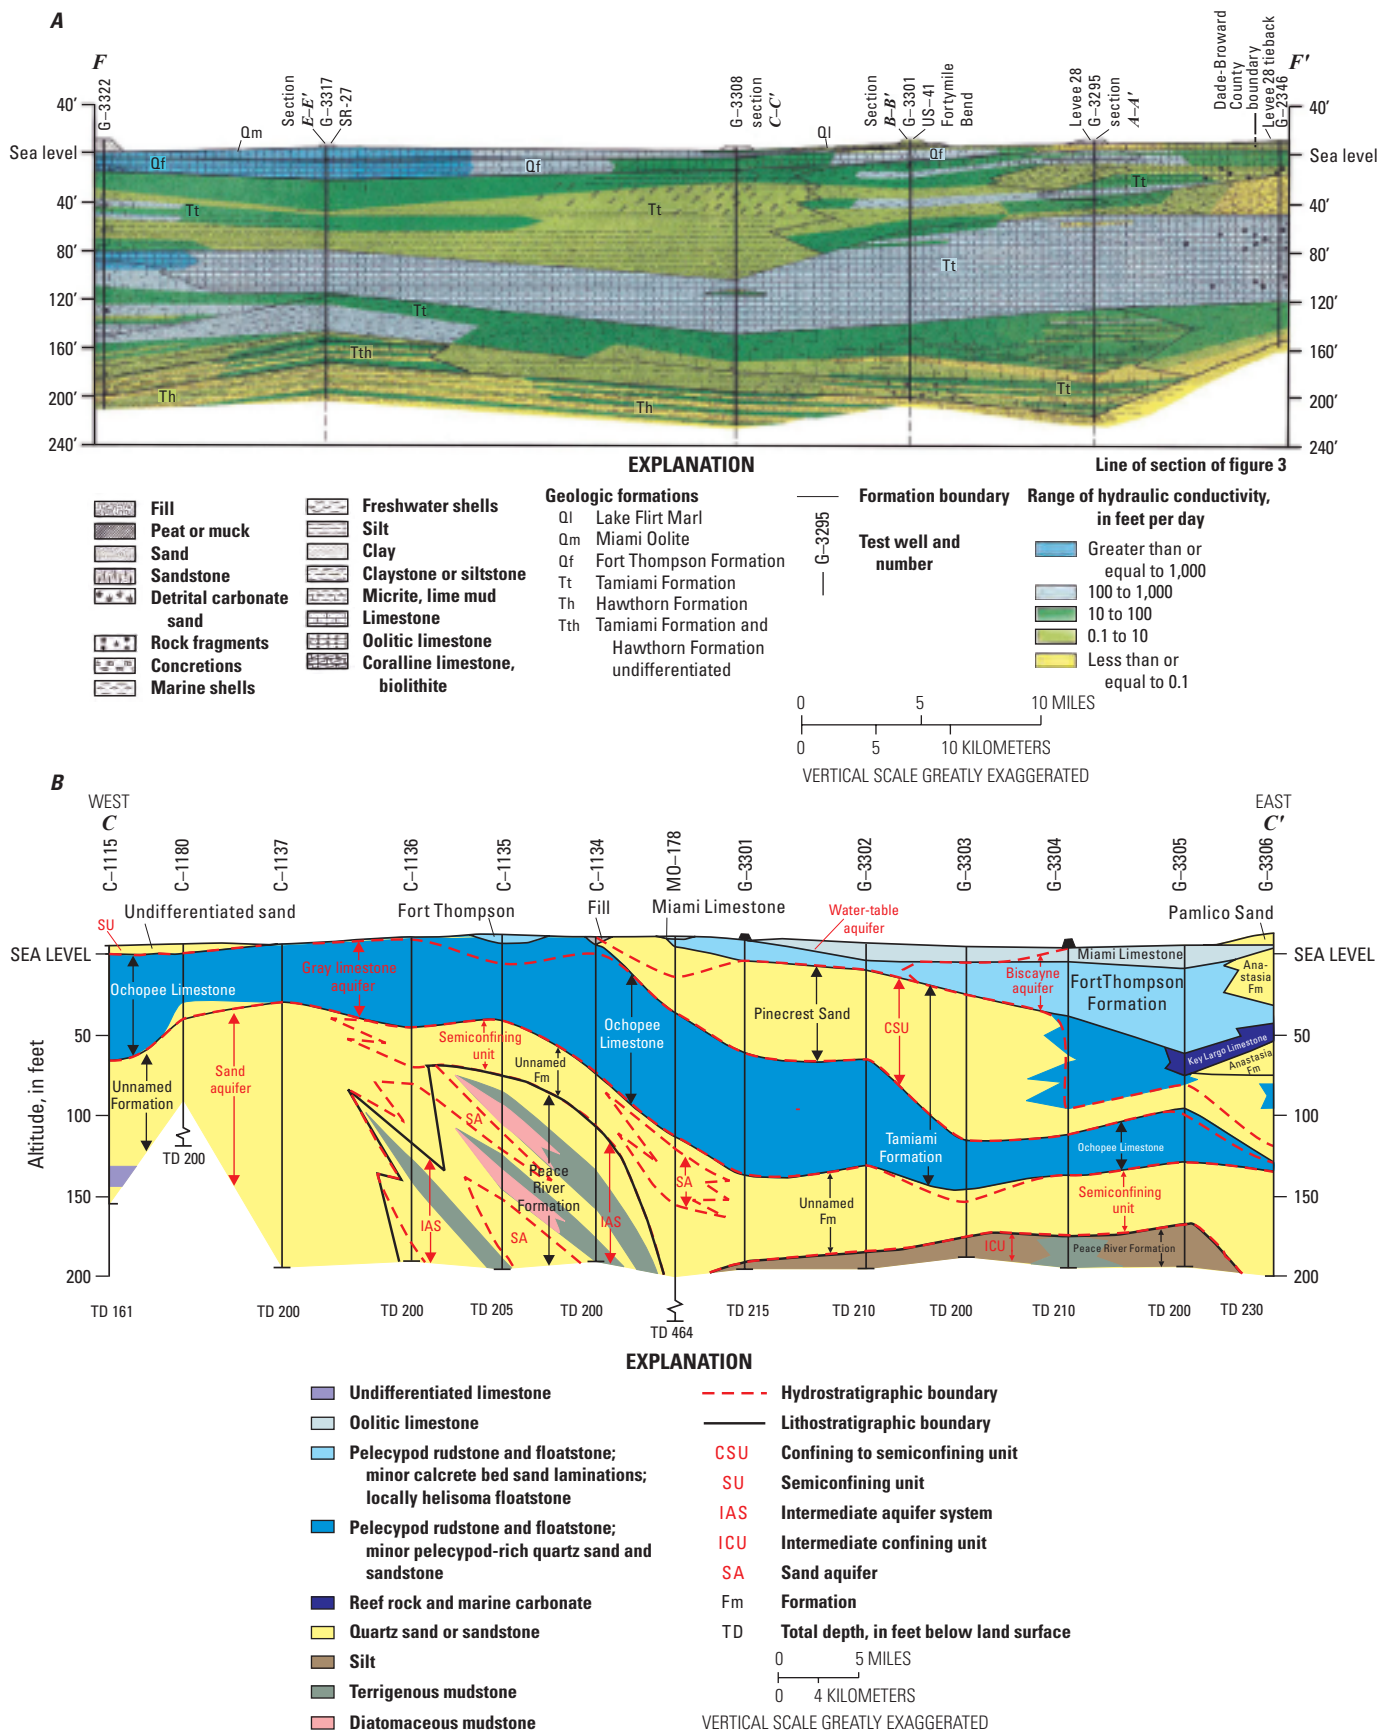 A
F
F'
G–3322
Section
E–E'
G–3317
SR-27
G–3308
section
C–C'
Section
B–B'
G–3301
US–41
Fortymile
Bend
Levee 28
G–3295
section
A–A'
Dade-Broward
County
boundary
Levee 28 tieback
G–2346
40'
Sea level
40'
80'
120'
160'
200'
240'
40'
Sea level
40'
80'
120'
160'
200'
240'
Qm
Ql
Qf
Qf
Qf
Tt
Tt
Tt
Tt
Tt
Tth
Th
Th
Tt
EXPLANATION
Line of section of figure 3
Fill
Peat or muck
Sand
Sandstone
Detrital carbonate
sand
Rock fragments
Concretions
Marine shells
Freshwater shells
Silt
Clay
Claystone or siltstone
Micrite, lime mud
Limestone
Oolitic limestone
Coralline limestone,
biolithite
Geologic formations
Ql Lake Flirt Marl
Qm Miami Oolite
Qf Fort Thompson Formation
Tt Tamiami Formation
Th Hawthorn Formation
Tth Tamiami Formation and
Hawthorn Formation
undifferentiated
Formation boundary
G–3295
Test well and
number
Range of hydraulic conductivity,
in feet per day
Greater than or
equal to 1,000
100 to 1,000
10 to 100
0.1 to 10
Less than or
equal to 0.1
0 5 10 MILES
0 5 10 KILOMETERS
VERTICAL SCALE GREATLY EXAGGERATED
B
WEST
C
EAST
C'
C–1115
C–1180
C–1137
C–1136
C–1135
C–1134
MO–178
G–3301
G–3302
G–3303
G–3304
G–3305
G–3306
SU
Undifferentiated sand
Fort Thompson
Fill
Miami Limestone
Water-table
aquifer
Pamlico Sand
SEA LEVEL
50
100
150
200
Altitude, in feet
SEA LEVEL
50
100
150
200
Ochopee Limestone
Gray limestone
aquifer
Unnamed
Formation
Sand
aquifer
Semiconfining
unit
Unnamed
Fm
Ochopee
Limestone
Pinecrest Sand
CSU
Biscayne
aquifer
Miami Limestone
FortThompson
Formation
Ana-
stasia
Fm
Key Largo Limestone
Anastasia
Fm
SA
Peace
River
Formation
IAS
SA
IAS
SA
Tamiami
Formation
Unnamed
Fm
Ochopee Limestone
Semiconfining
unit
ICU
Peace River Formation
TD 161
TD 200
TD 200
TD 200
TD 205
TD 200
TD 464
TD 215
TD 210
TD 200
TD 210
TD 200
TD 230
EXPLANATION
Undifferentiated limestone
Oolitic limestone
Pelecypod rudstone and floatstone;
minor calcrete bed sand laminations;
locally helisoma floatstone
Pelecypod rudstone and floatstone;
minor pelecypod-rich quartz sand and
sandstone
Reef rock and marine carbonate
Quartz sand or sandstone
Silt
Terrigenous mudstone
Diatomaceous mudstone
Hydrostratigraphic boundary
Lithostratigraphic boundary
CSU Confining to semiconfining unit
SU Semiconfining unit
IAS Intermediate aquifer system
ICU Intermediate confining unit
SA Sand aquifer
Fm Formation
TD Total depth, in feet below land surface
0 5 MILES
0 4 KILOMETERS
VERTICAL SCALE GREATLY EXAGGERATED